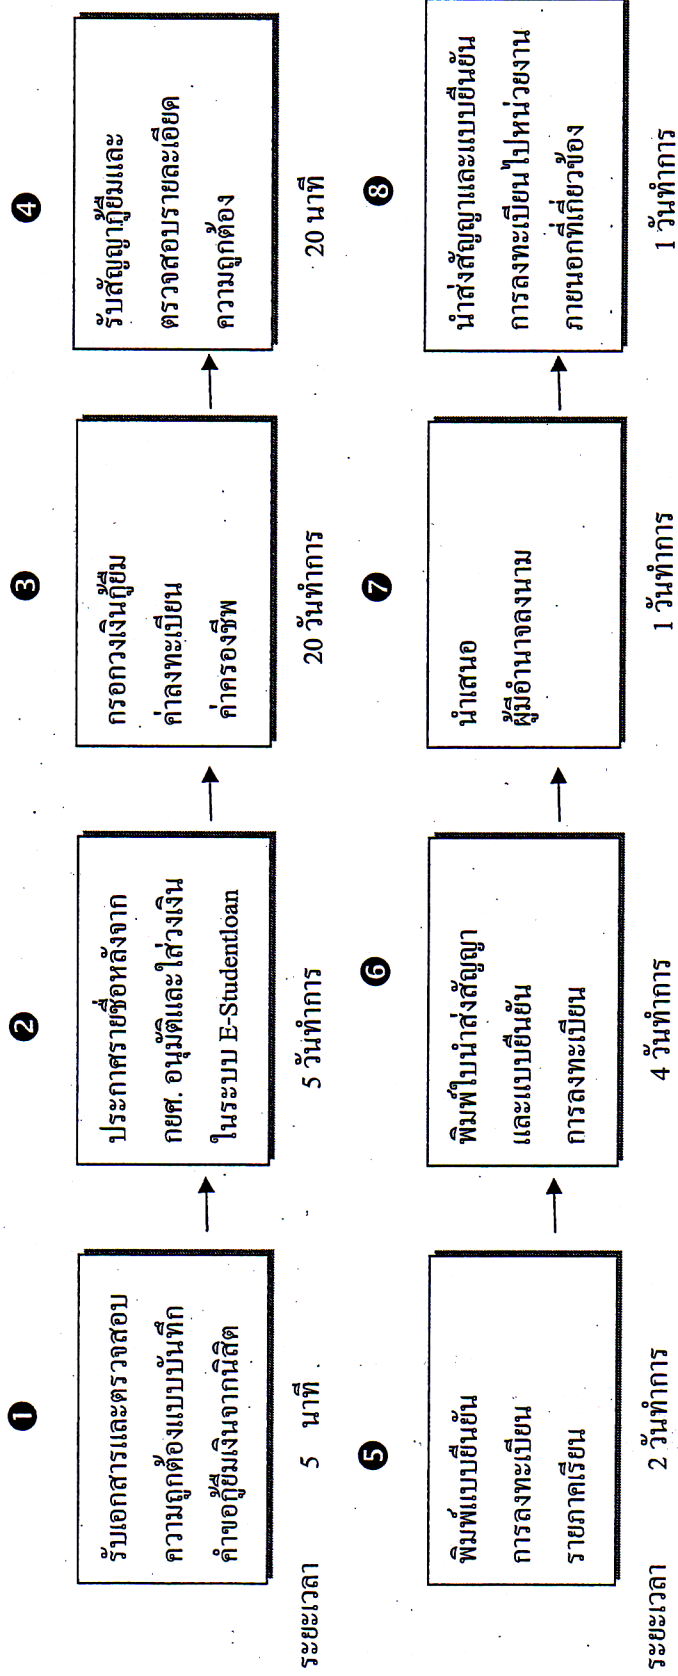 ❶
รับเอกสารและตรวจสอบ
ความถูกต้องแบบบันทึก
คำขอกู้ยืมเงินจากนิสิต
❷
ประกาศรายชื่อหลังจาก
กยศ. อนุมัติและใส่วงเงิน
ในระบบ E-Studentloan
❸
กรอกวงเงินกู้ยืม
ค่าลงทะเบียน
ค่าครองชีพ
❹
รับสัญญากู้ยืมและ
ตรวจสอบรายละเอียด
ความถูกต้อง
ระยะเวลา 5 นาที 5 วันทำการ 20 วันทำการ 20 นาที
❺
พิมพ์แบบยืนยัน
การลงทะเบียน
รายภาคเรียน
❻
พิมพ์ใบนำส่งสัญญา
และแบบยืนยัน
การลงทะเบียน
❼
นำเสนอ
ผู้มีอำนาจลงนาม
❽
นำส่งสัญญาและแบบยืนยัน
การลงทะเบียนไปหน่วยงาน
ภายนอกที่เกี่ยวข้อง
ระยะเวลา 2 วันทำการ 4 วันทำการ 1 วันทำการ 1 วันทำการ